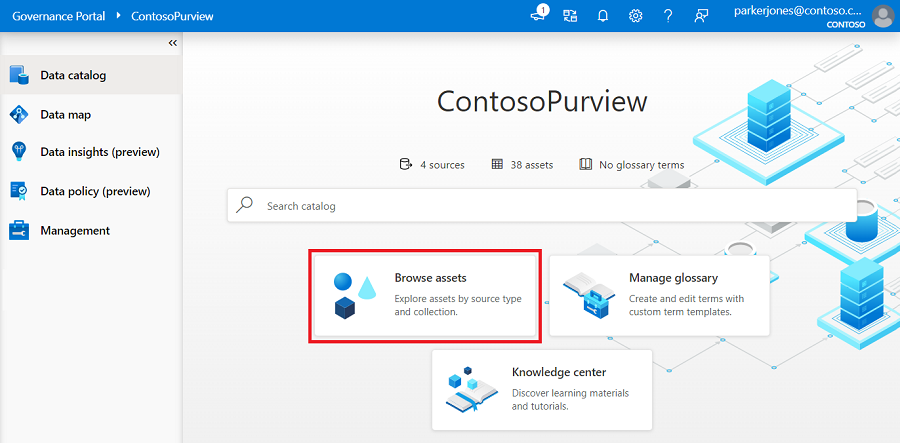 Governance Portal ContosoPurview
1
parkerjones@contoso.c...
CONTOSO
Data catalog
Data map
Data insights (preview)
Data policy (preview)
Management
ContosoPurview
4 sources 38 assets No glossary terms
Search catalog
Browse assets
Explore assets by source type
and collection.
Manage glossary
Create and edit terms with
custom term templates.
Knowledge center
Discover learning materials
and tutorials.